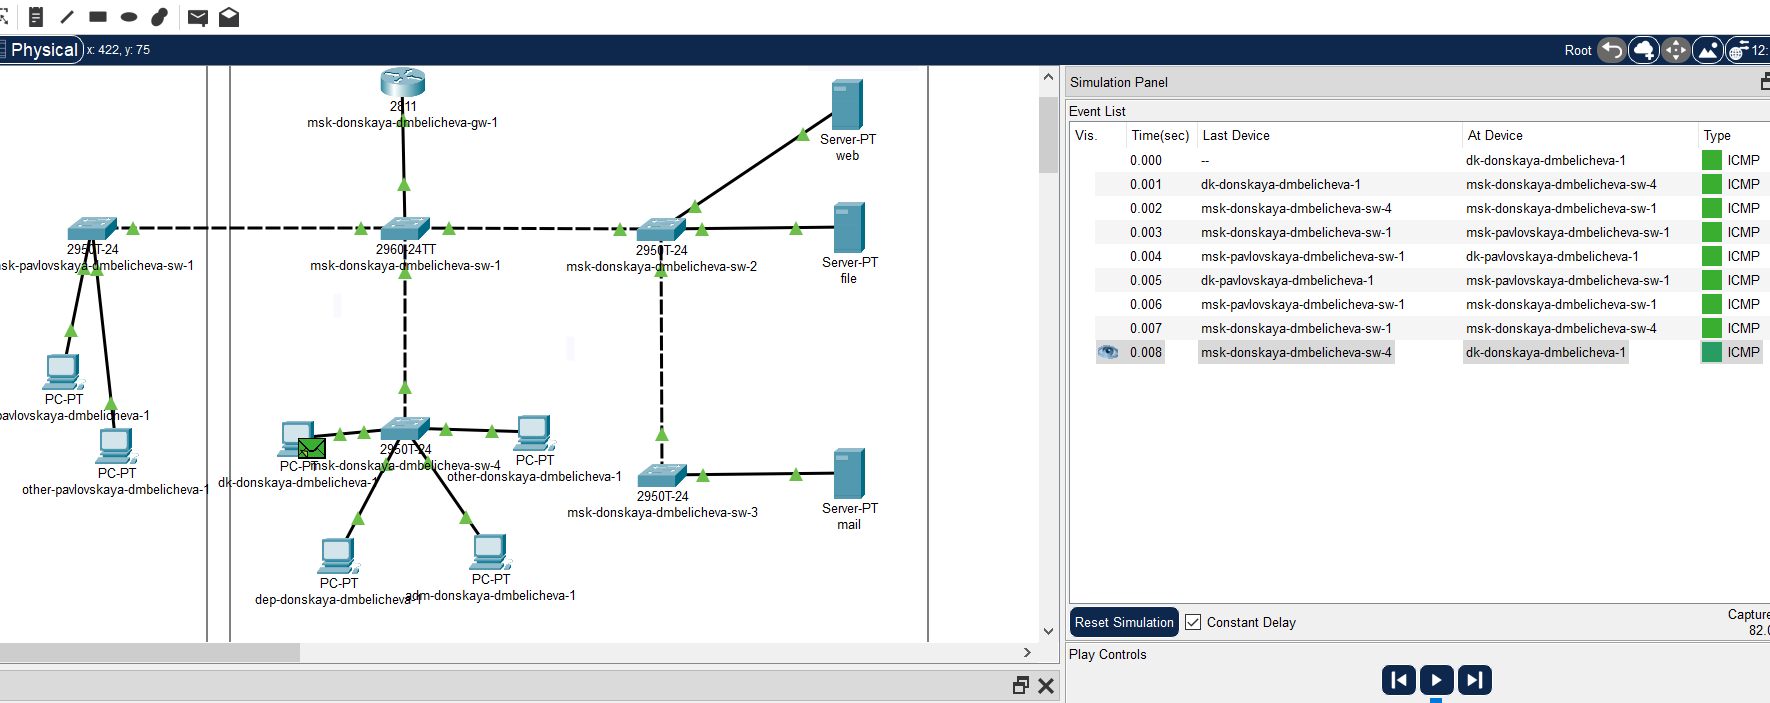 Physical x: 422, y: 75
Root
12:
2811
msk-donskaya-dmbelicheva-gw-1
Server-PT
web
2950T-24
sk-pavlovskaya-dmbelicheva-sw-1
2960-24TT
msk-donskaya-dmbelicheva-sw-1
2950T-24
msk-donskaya-dmbelicheva-sw-2
Server-PT
file
PC-PT
pavlovskaya-dmbelicheva-1
PC-PT
other-pavlovskaya-dmbelicheva-1
PC-PT
dk-donskaya-dmbelicheva-1
2950T-24
msk-donskaya-dmbelicheva-sw-4
PC-PT
other-donskaya-dmbelicheva-1
2950T-24
msk-donskaya-dmbelicheva-sw-3
Server-PT
mail
PC-PT
dep-donskaya-dmbelicheva-1
PC-PT
adm-donskaya-dmbelicheva-1
Simulation Panel
Event List
Vis. Time(sec) Last Device At Device Type
0.000 -- dk-donskaya-dmbelicheva-1 ICMP
0.001 dk-donskaya-dmbelicheva-1 msk-donskaya-dmbelicheva-sw-4 ICMP
0.002 msk-donskaya-dmbelicheva-sw-4 msk-donskaya-dmbelicheva-sw-1 ICMP
0.003 msk-donskaya-dmbelicheva-sw-1 msk-pavlovskaya-dmbelicheva-sw-1 ICMP
0.004 msk-pavlovskaya-dmbelicheva-sw-1 dk-pavlovskaya-dmbelicheva-1 ICMP
0.005 dk-pavlovskaya-dmbelicheva-1 msk-pavlovskaya-dmbelicheva-sw-1 ICMP
0.006 msk-pavlovskaya-dmbelicheva-sw-1 msk-donskaya-dmbelicheva-sw-1 ICMP
0.007 msk-donskaya-dmbelicheva-sw-1 msk-donskaya-dmbelicheva-sw-4 ICMP
0.008 msk-donskaya-dmbelicheva-sw-4 dk-donskaya-dmbelicheva-1 ICMP
Reset Simulation Constant Delay
Capture
82.
Play Controls